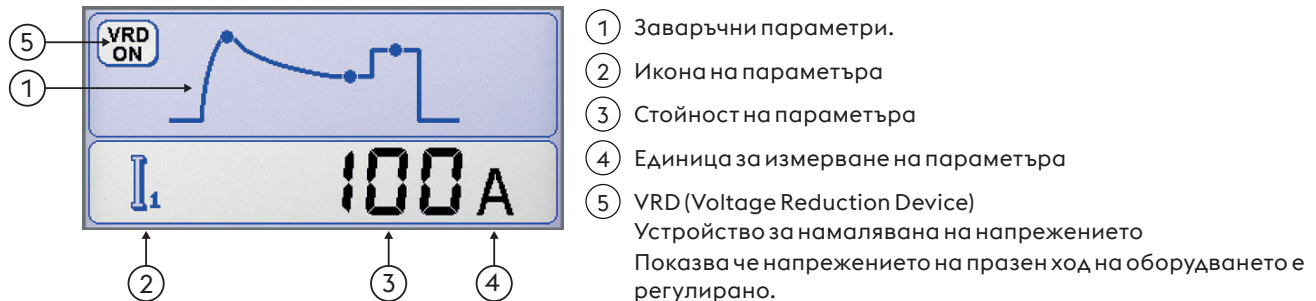 VRD
ON
5
1
I1
100 A
2
3
4
1 Заваръчни параметри.
2 Икона на параметъра
3 Стойност на параметъра
4 Единица за измерване на параметъра
5 VRD (Voltage Reduction Device)
Устройство за намалявана на напрежението
Показва че напрежението на празен ход на оборудването е
регулирано.